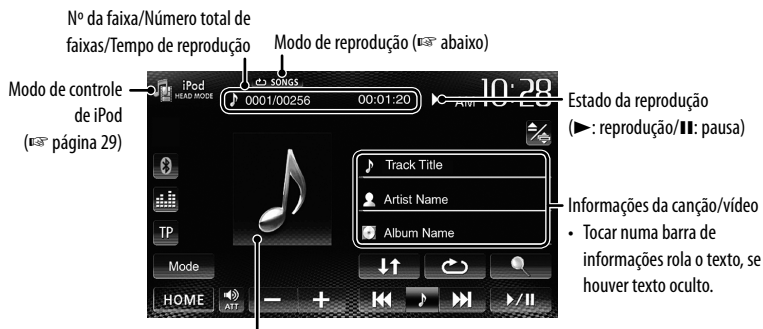 Nº da faixa/Número total de
faixas/Tempo de reprodução
Modo de reprodução (☞ abaixo)
Modo de controle
de iPod
(☞ página 29)
iPod
HEAD MODE
SONGS
0001/00256 00:01:20
AM 10:28
Estado da reprodução
(►: reprodução/❚❚: pausa)
Track Title
Artist Name
Album Name
Informações da canção/vídeo
• Tocar numa barra de
informações rola o texto, se
houver texto oculto.
TP
Mode
HOME
ATT